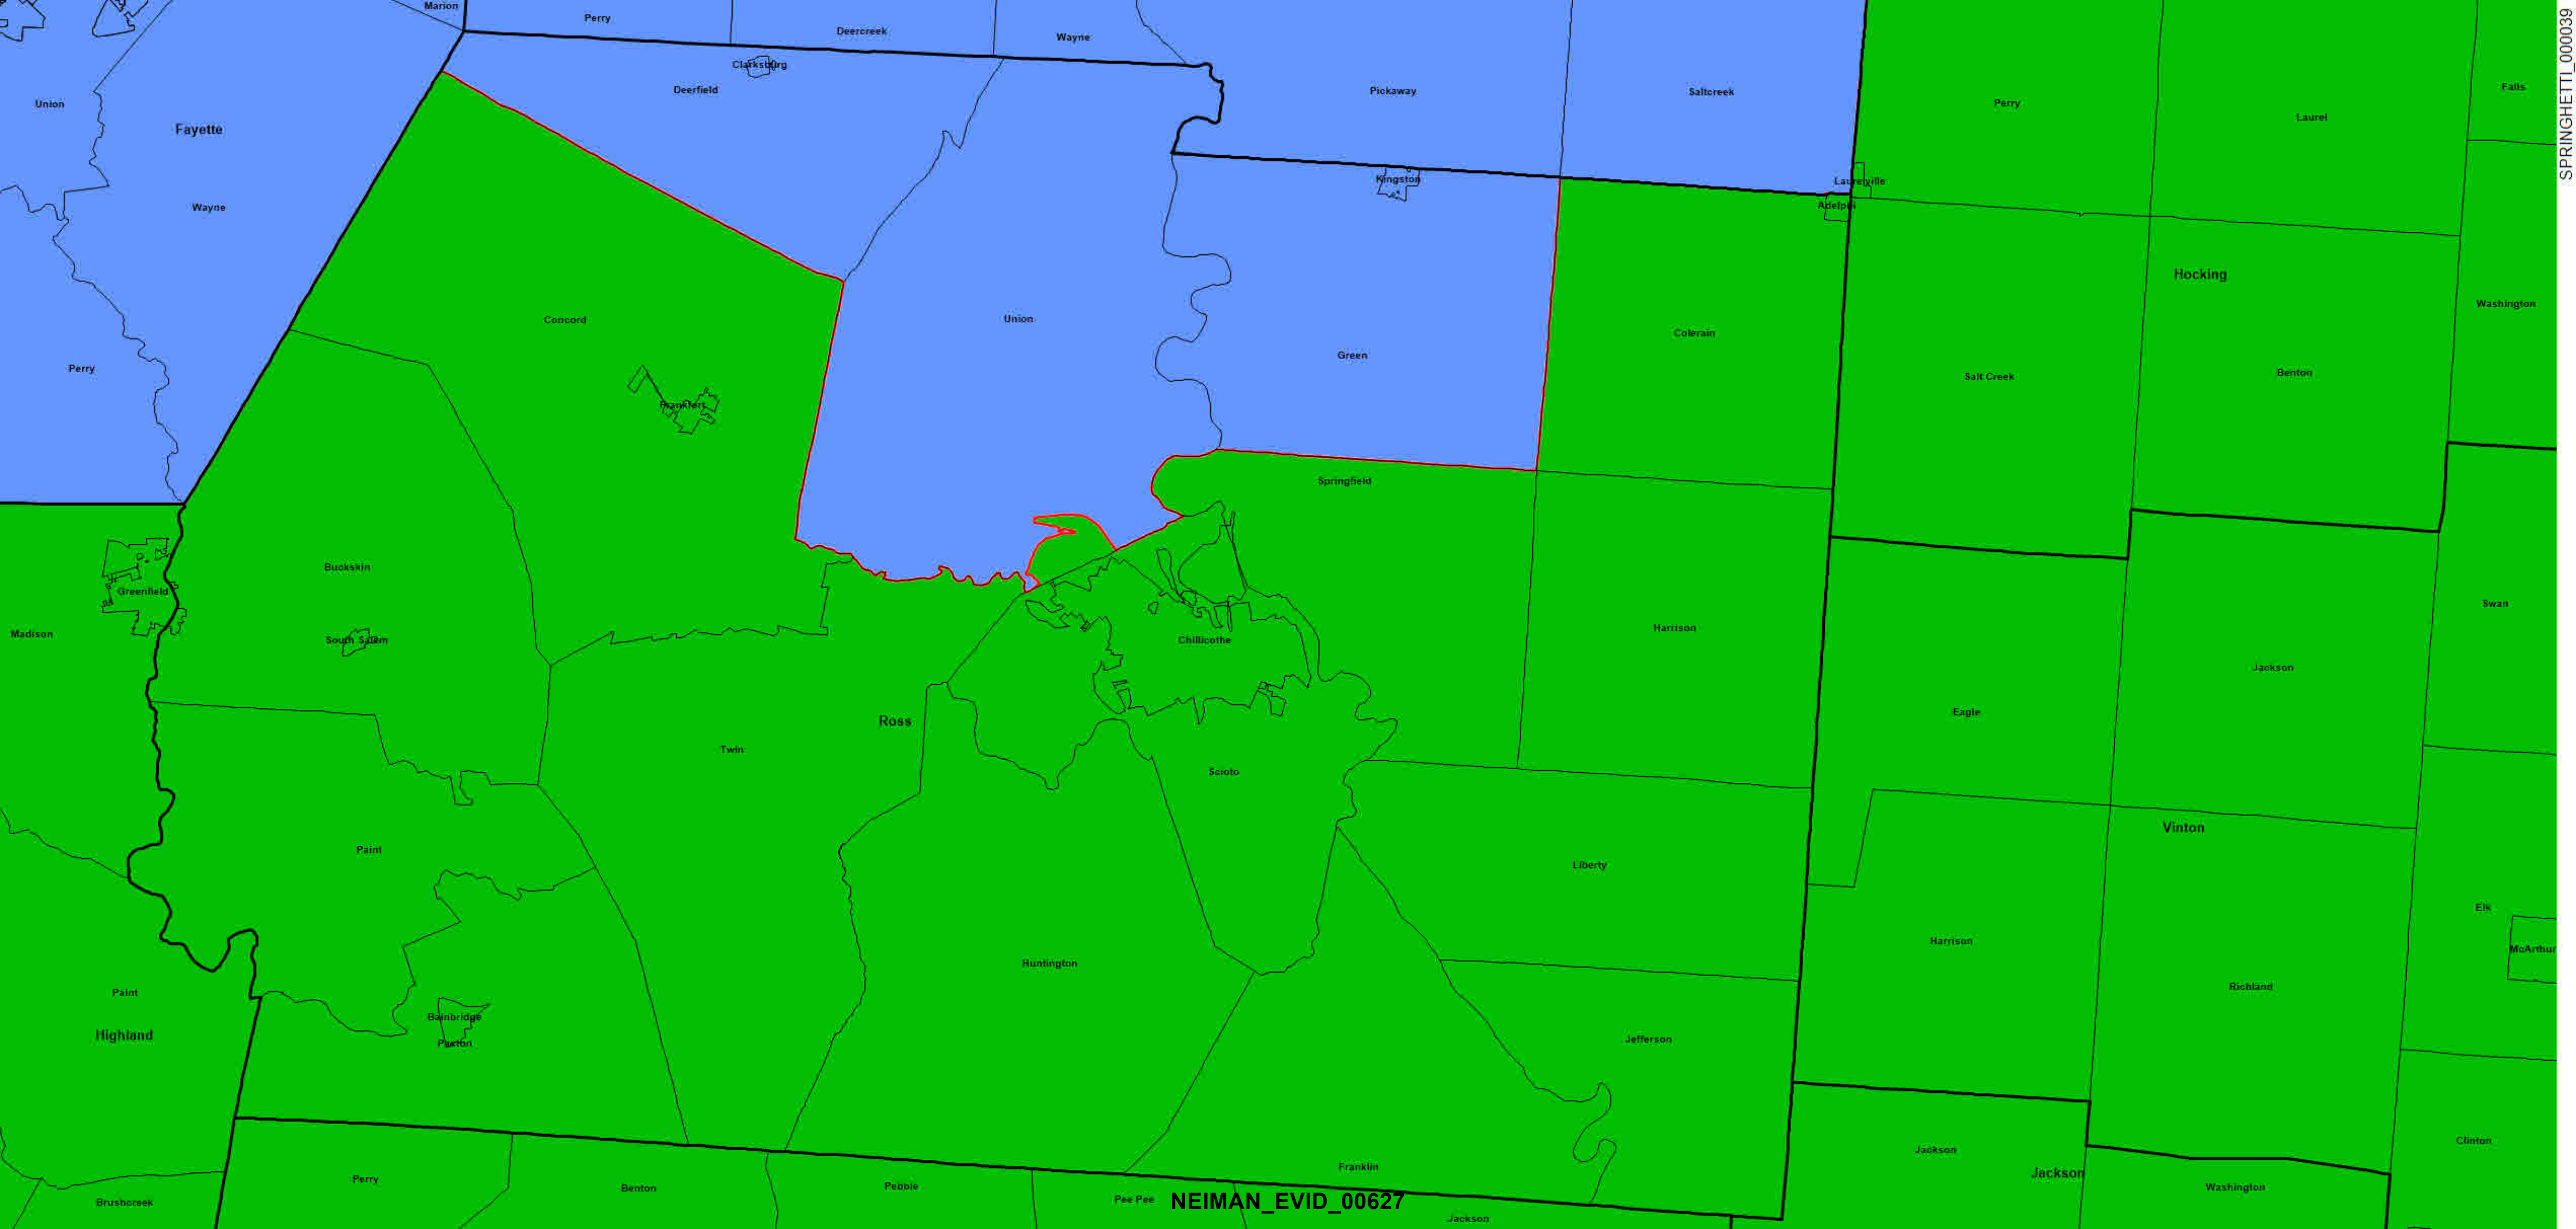 Marion
Perry
Deercreek
Wayne
SPRINGHETTI_000039
Clarksburg
Deerfield
Pickaway
Saltcreek
Falls
Union
Perry
Laurel
Fayette
Kingston
Laurelville
Wayne
Adelphi
Hocking
Washington
Concord
Union
Colerain
Green
Perry
Benton
Salt Creek
Frankfort
Springfield
Buckskin
Greenfield
Swan
Madison
Harrison
South Salem
Chillicothe
Jackson
Eagle
Ross
Twin
Scioto
Vinton
Paint
Liberty
Elk
Harrison
McArthur
Huntington
Richland
Paint
Bainbridge
Highland
Paxton
Jefferson
Clinton
Jackson
Franklin
Jackson
Perry
Benton
Pebble
Washington
Brushcreek
Pee Pee
NEIMAN_EVID_00627
Jackson